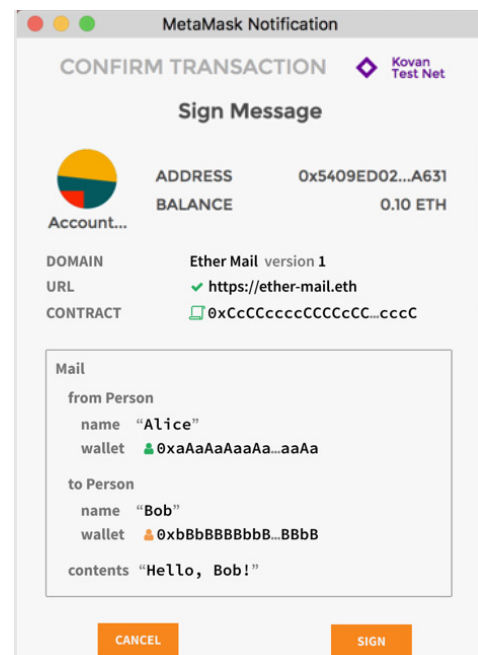 MetaMask Notification
CONFIRM TRANSACTION
Kovan
Test Net
Sign Message
ADDRESS 0x5409ED02...A631
BALANCE 0.10 ETH
Account...
DOMAIN Ether Mail version 1
URL https://ether-mail.eth
CONTRACT 0xCcCCccccCCCCcCC…cccC
Mail
from Person
name “Alice”
wallet 0xaAaAaAaaAa…aaAa
to Person
name “Bob”
wallet 0xbBbBBBBbbB…BBbB
contents “Hello, Bob!”
CANCEL SIGN